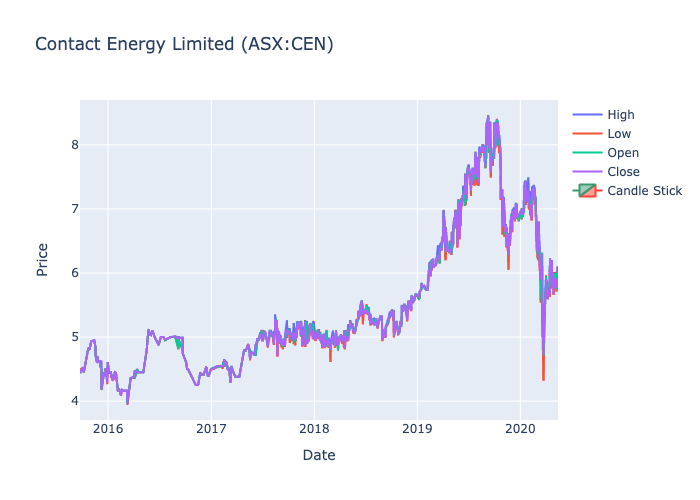 Contact Energy Limited (ASX:CEN)
High
Low
Open
Close
Candle Stick
8
7
6
5
4
Price
2016
2017
2018
2019
2020
Date